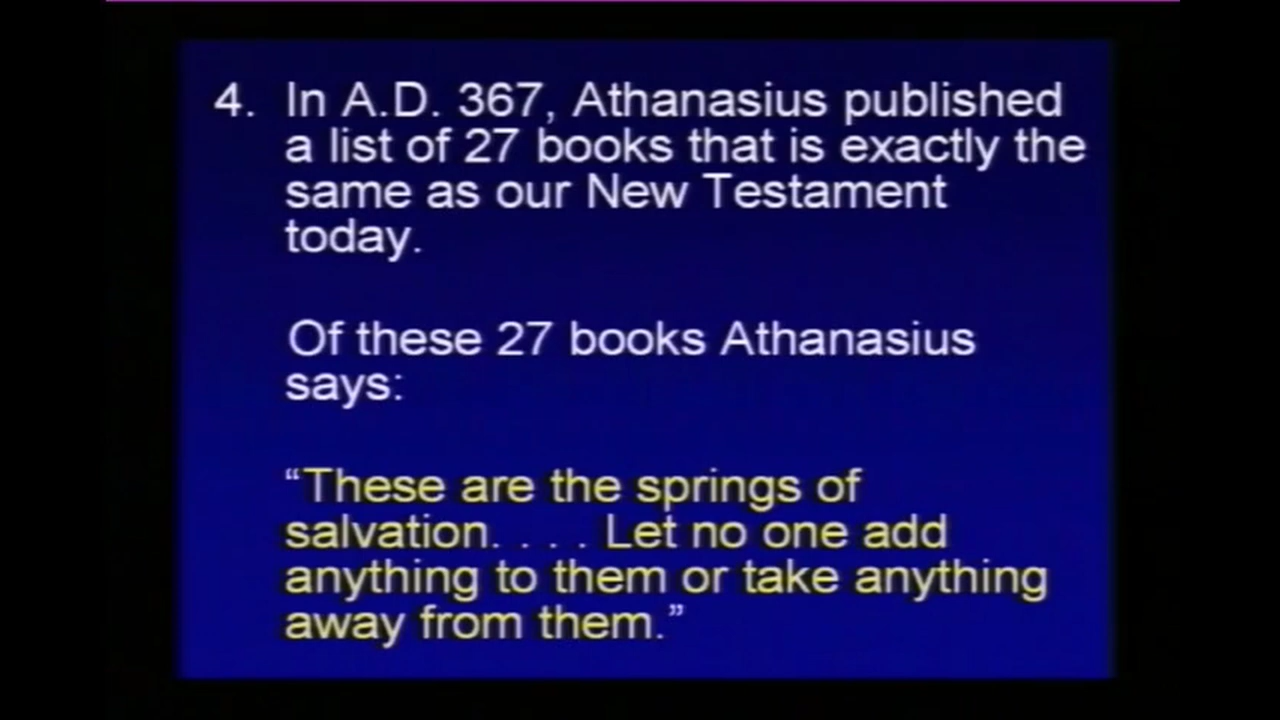 4. In A.D. 367, Athanasius published
a list of 27 books that is exactly the
same as our New Testament
today.
Of these 27 books Athanasius
says:
“These are the springs of
salvation. . . . Let no one add
anything to them or take anything
away from them.”